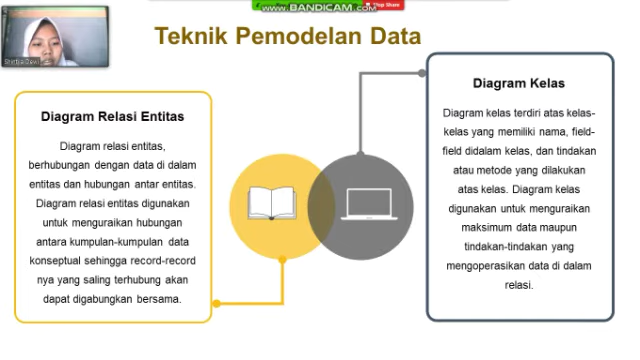 www.BANDICAM.com
Stop Share
Teknik Pemodelan Data
Diagram Relasi Entitas
Diagram relasi entitas,
berhubungan dengan data di dalam
entitas dan hubungan antar entitas.
Diagram relasi entitas digunakan
untuk menguraikan hubungan
antara kumpulan-kumpulan data
konseptual sehingga record-record
nya yang saling terhubung akan
dapat digabungkan bersama.
Diagram Kelas
Diagram kelas terdiri atas kelas-
kelas yang memiliki nama, field-
field didalam kelas, dan tindakan
atau metode yang dilakukan
atas kelas. Diagram kelas
digunakan untuk menguraikan
maksimum data maupun
tindakan-tindakan yang
mengoperasikan data di dalam
relasi.